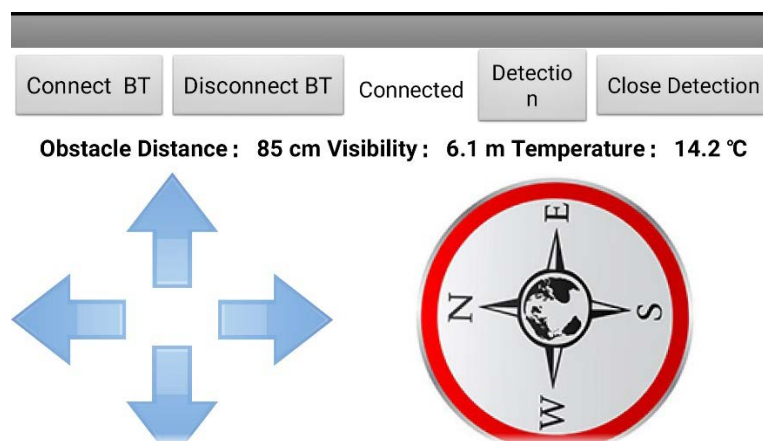 Connect BT Disconnect BT Connected Detectio
n Close Detection
Obstacle Distance： 85 cm Visibility： 6.1 m Temperature： 14.2 ℃
E
N S
W